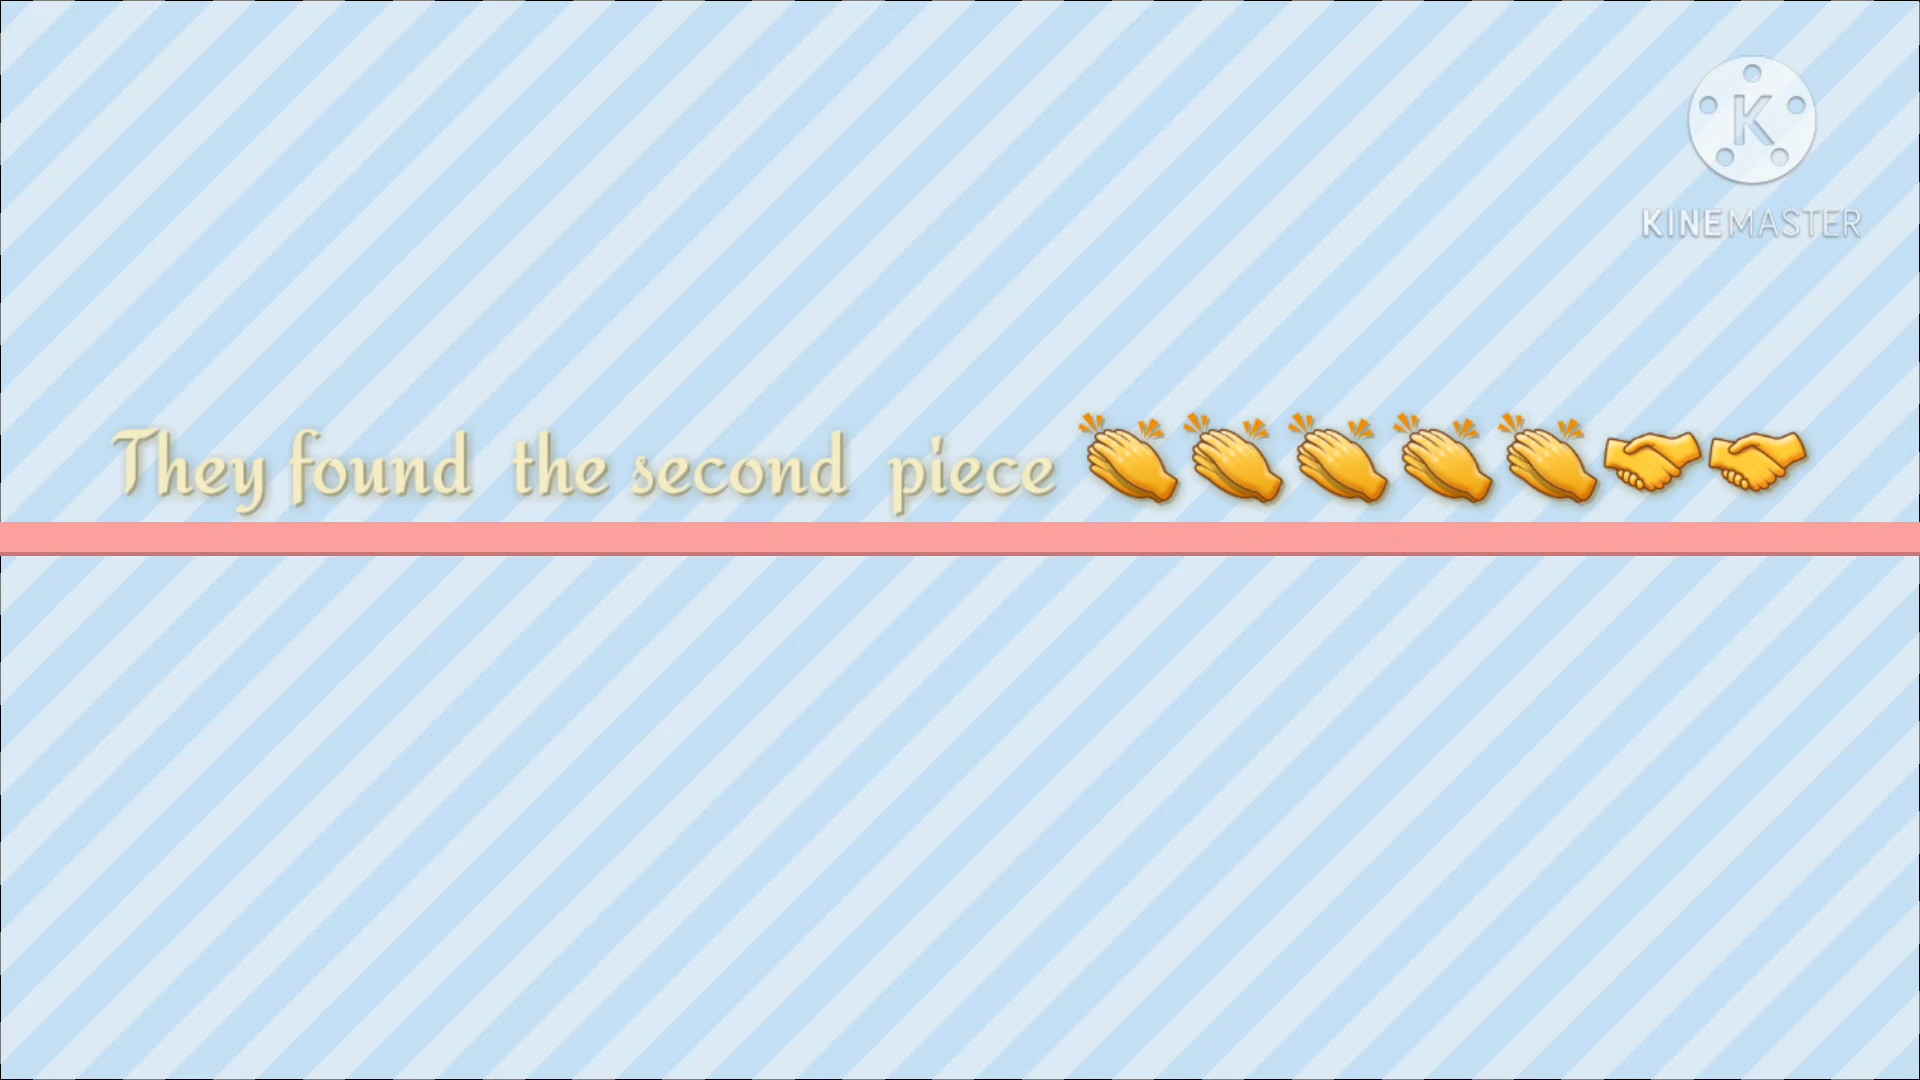 K
KINEMASTER
They found the second piece 👏👏👏👏👏🤝🤝